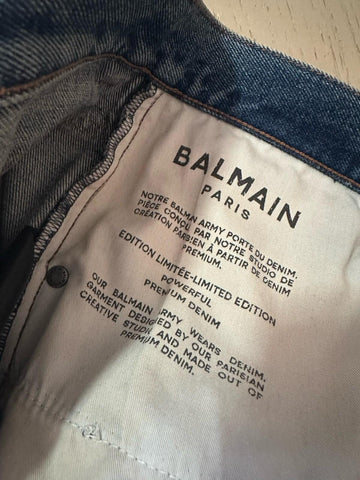 BALMAIN
PARIS
NOTRE BALMAIN ARMY PORTE DU DENIM.
PIÈCE CONÇU PAR NOTRE STUDIO DE
CRÉATION PARISIEN À PARTIR DE DENIM
PREMIUM.
EDITION LIMITÉE-LIMITED EDITION
POWERFUL
PREMIUM DENIM
OUR BALMAIN ARMY WEARS DENIM.
GARMENT DESIGNED BY OUR PARISIAN
CREATIVE STUDIO AND MADE OUT OF
PREMIUM DENIM.